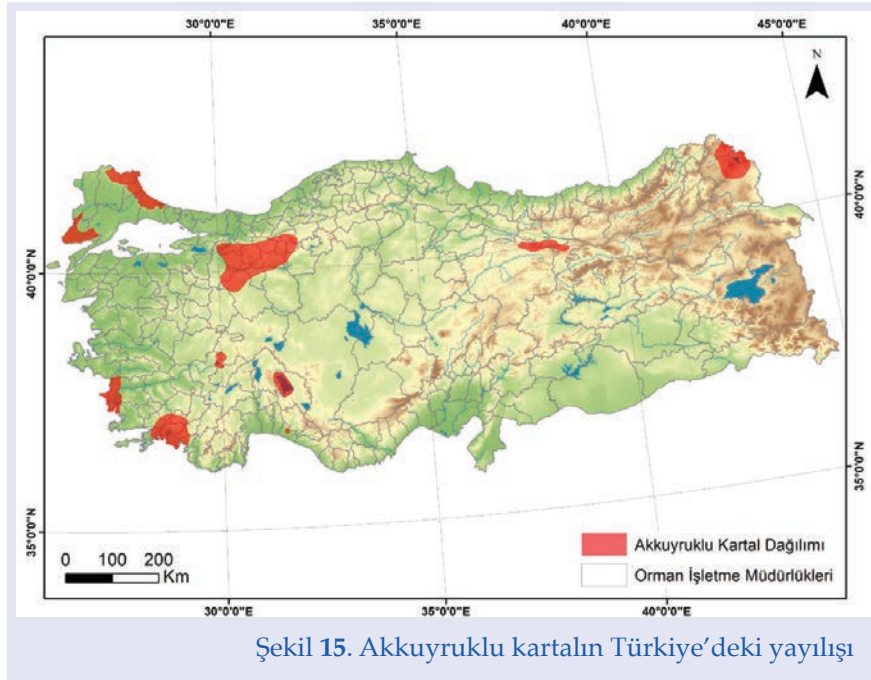 30°0'0"E 35°0'0"E 40°0'0"E 45°0'0"E
N
40°0'0"N
40°0'0"N
35°0'0"N
35°0'0"N
Akkuyruklu Kartal Dağılımı
Orman İşletme Müdürlükleri
0 100 200
Km
30°0'0"E 35°0'0"E 40°0'0"E
Şekil 15. Akkuyruklu kartalın Türkiye’deki yayılışı